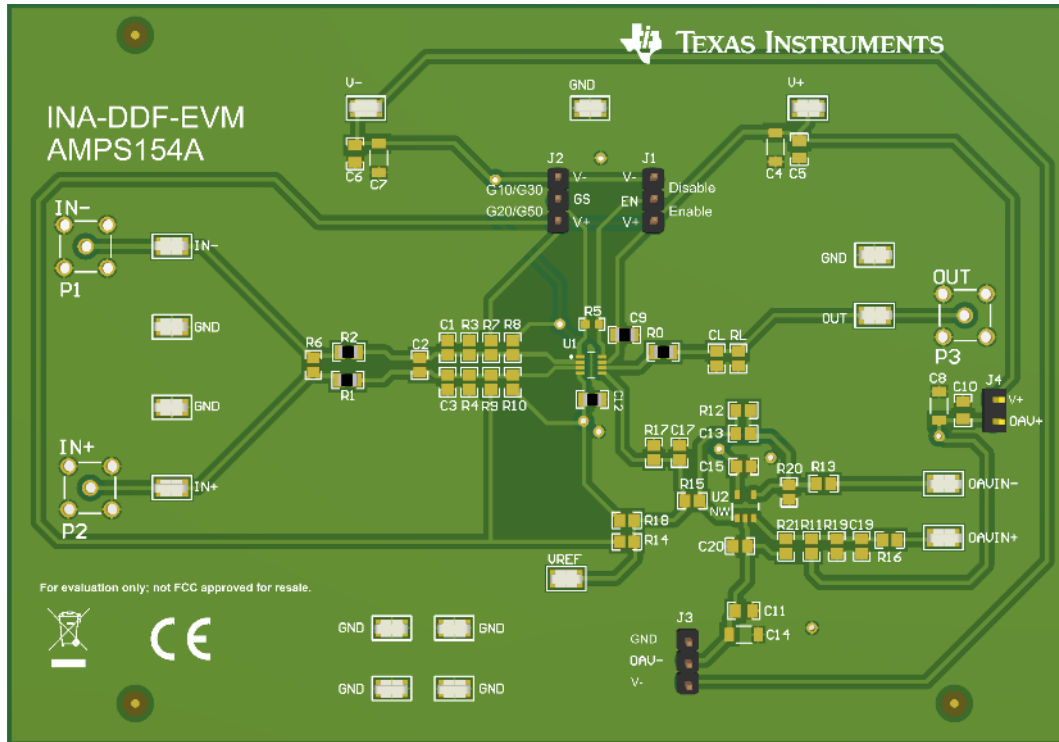 TEXAS INSTRUMENTS
V-
GND
V+
INA-DDF-EVM
AMPS154A
C6
C7
C4
C5
J2
J1
V-
V-
G10/G30
Disable
GS
EN
G20/G50
Enable
V+
V+
IN-
IN-
P1
GND
OUT
GND
OUT
P3
R5
C9
R0
U1
C1
R3
R7
R8
R6
R2
C2
CL
RL
R1
C3
R4
R9
R10
C12
C8
C10
J4
V+
OAV+
GND
R12
C13
R17
C17
C15
R20
R13
OAVIN-
IN+
IN+
P2
R15
U2
NW
R18
R14
R21
R11
R19
C19
OAVIN+
R16
C20
VREF
For evaluation only; not FCC approved for resale.
CE
C11
C14
J3
GND
OAV-
V-
GND
GND
GND
GND